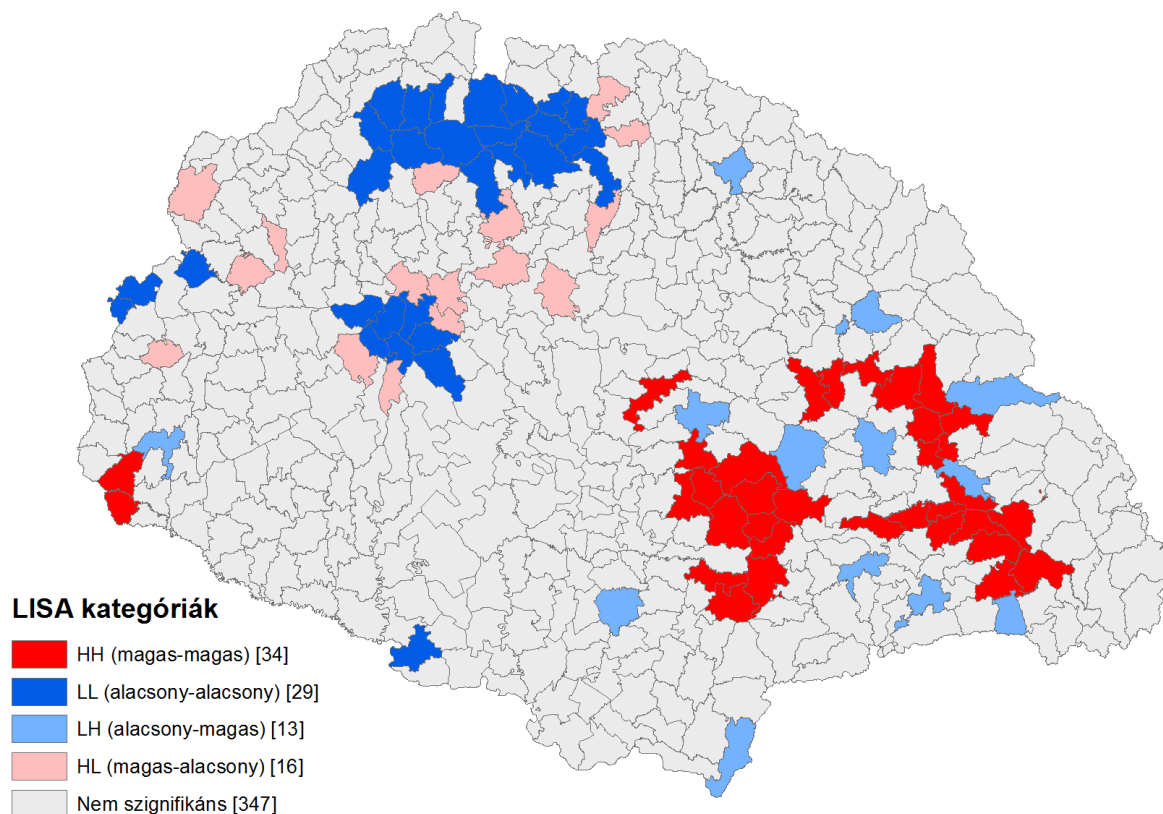 LISA kategóriák
HH (magas-magas) [34]
LL (alacsony-alacsony) [29]
LH (alacsony-magas) [13]
HL (magas-alacsony) [16]
Nem szignifikáns [347]